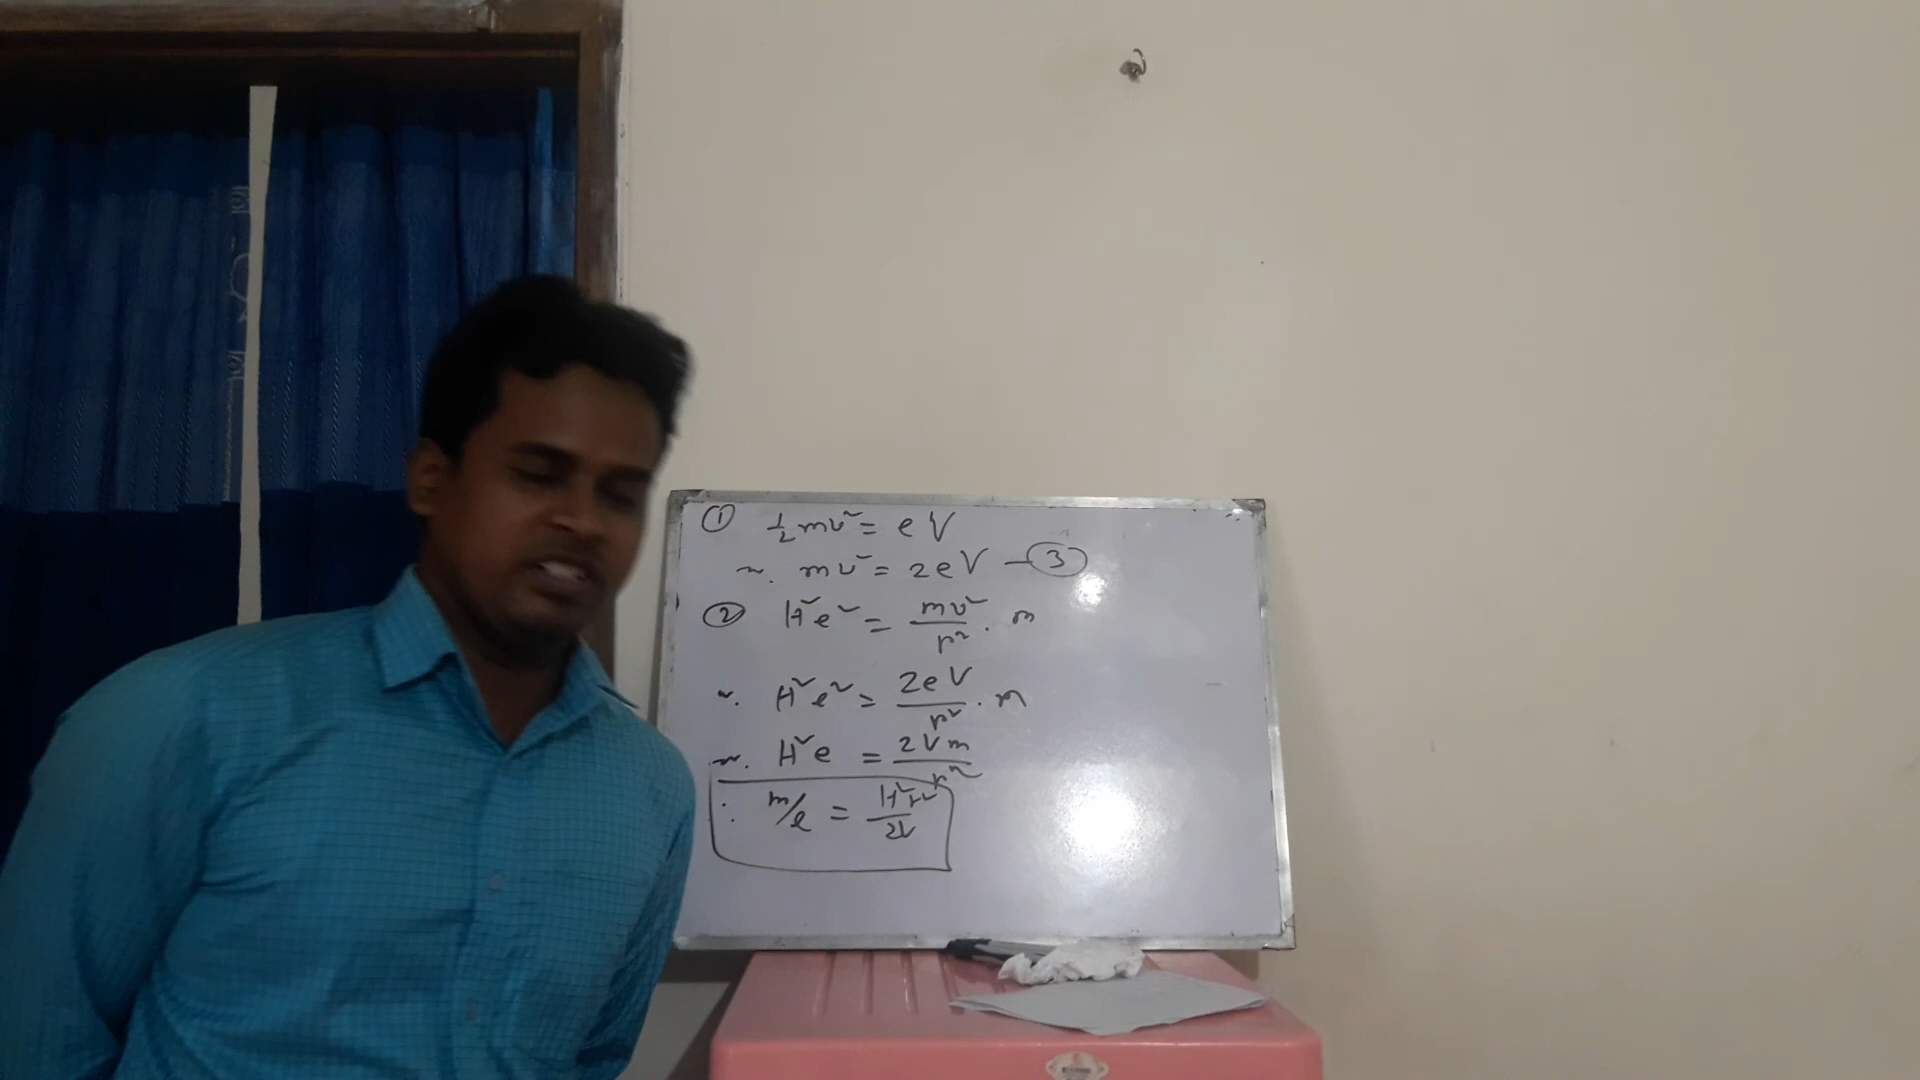 ① ½mv² = eV
~. mv² = 2eV — ③
② H²e² = mv²/r² . m
~. H²e² = 2eV/r² . m
~. H²e = 2Vm/r²
∴ m/e = H²r²/2V